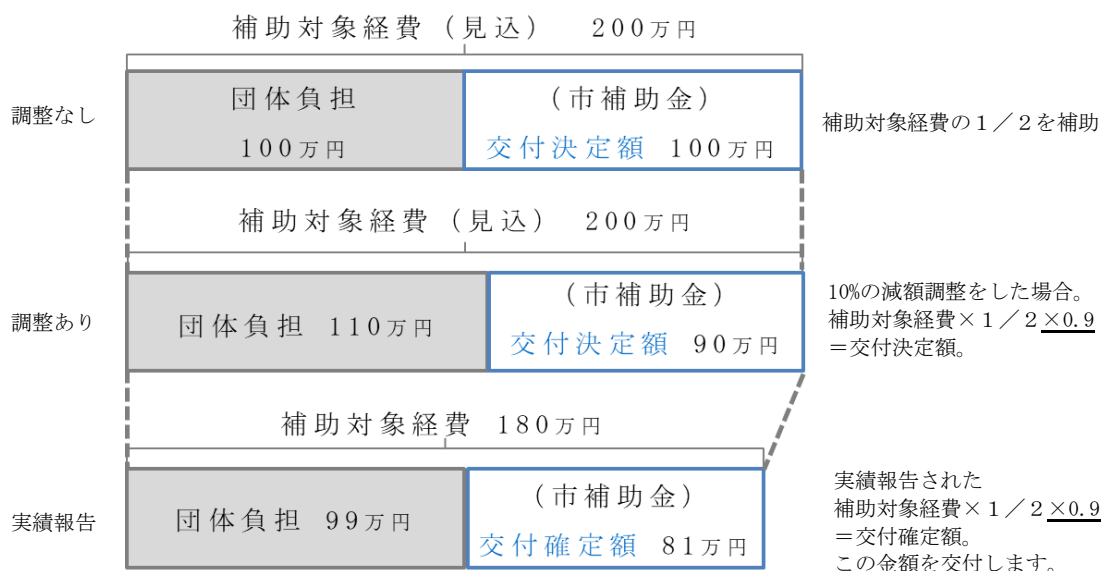 補助対象経費（見込） 200万円
調整なし
団体負担
100万円
（市補助金）
交付決定額 100万円
補助対象経費の１／２を補助
補助対象経費（見込） 200万円
調整あり
団体負担 110万円
（市補助金）
交付決定額 90万円
10%の減額調整をした場合。
補助対象経費×１／２×0.9
＝交付決定額。
補助対象経費 180万円
実績報告
団体負担 99万円
（市補助金）
交付確定額 81万円
実績報告された
補助対象経費×１／２×0.9
＝交付確定額。
この金額を交付します。